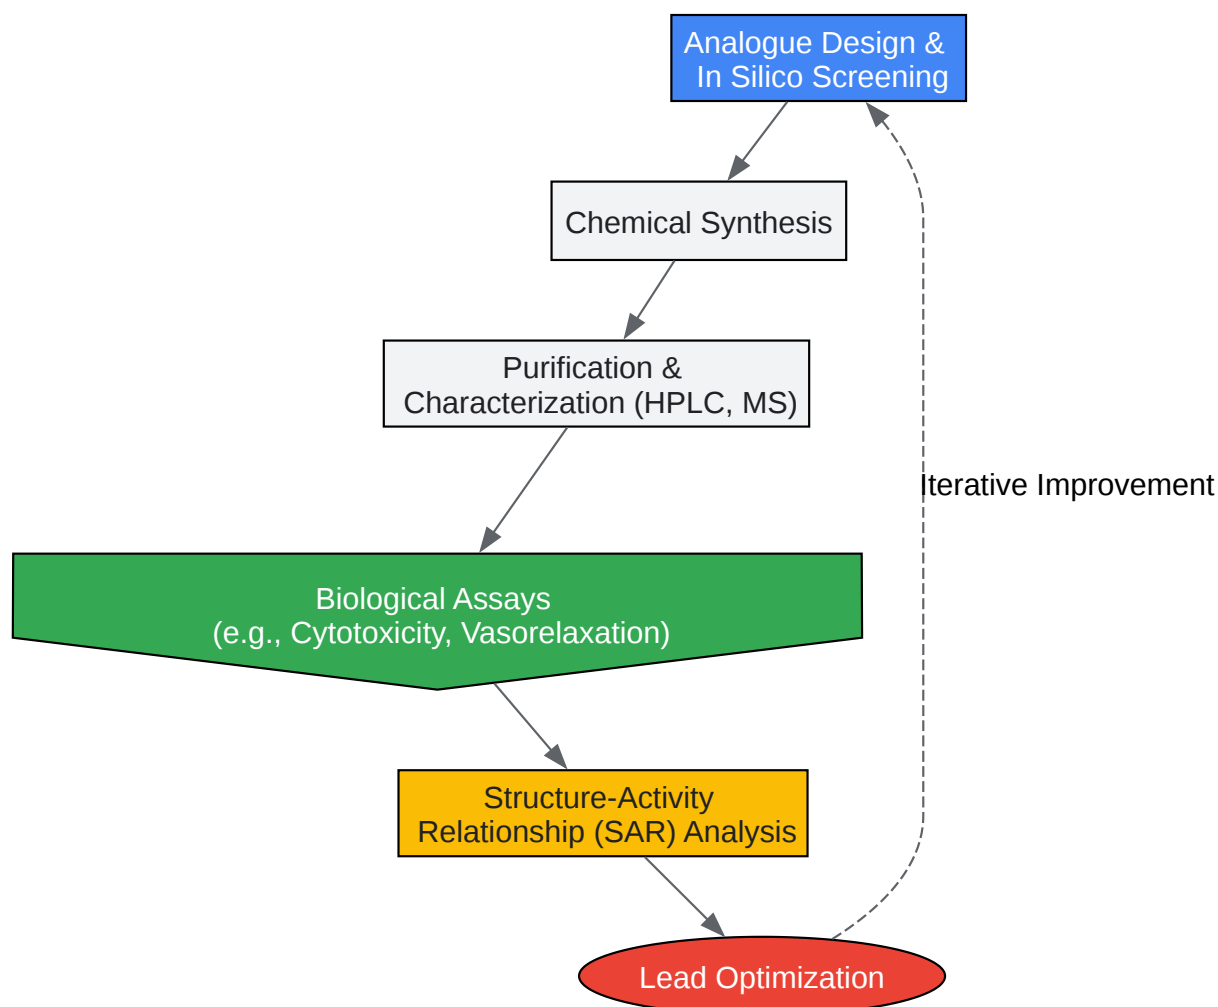 Analogue Design &
In Silico Screening
Chemical Synthesis
Purification &
Characterization (HPLC, MS)
Iterative Improvement
Biological Assays
(e.g., Cytotoxicity, Vasorelaxation)
Structure-Activity
Relationship (SAR) Analysis
Lead Optimization